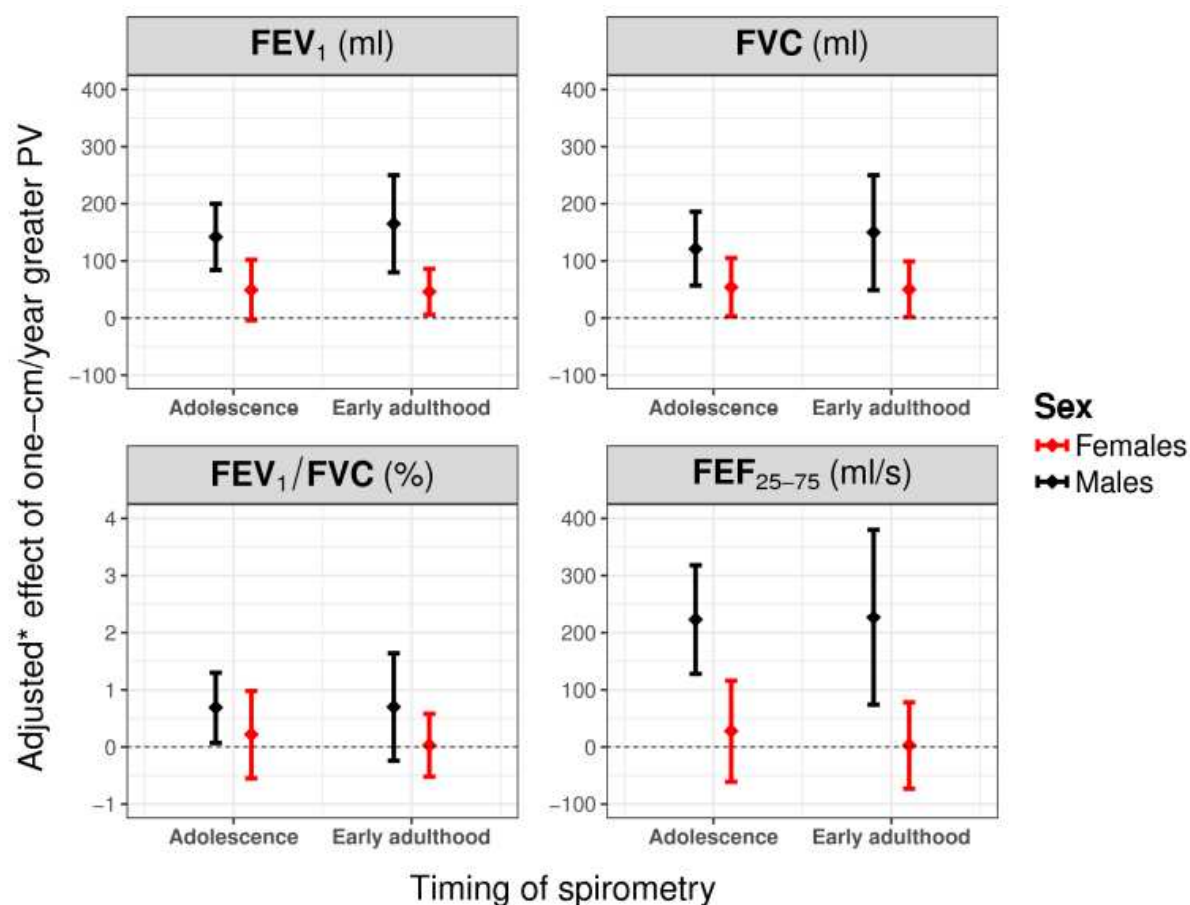 FEV₁ (ml)
FVC (ml)
400
300
200
100
0
−100
Adolescence
Early adulthood
400
300
200
100
0
−100
Adolescence
Early adulthood
FEV₁/FVC (%)
FEF₂₅₋₇₅ (ml/s)
4
3
2
1
0
−1
Adolescence
Early adulthood
400
300
200
100
0
−100
Adolescence
Early adulthood
Adjusted* effect of one−cm/year greater PV
Timing of spirometry
Sex
Females
Males